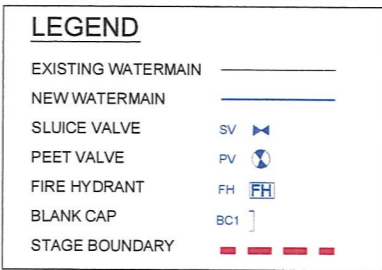 LEGEND
EXISTING WATERMAIN
NEW WATERMAIN
SLUICE VALVE SV
PEET VALVE PV
FIRE HYDRANT FH FH
BLANK CAP BC1
STAGE BOUNDARY